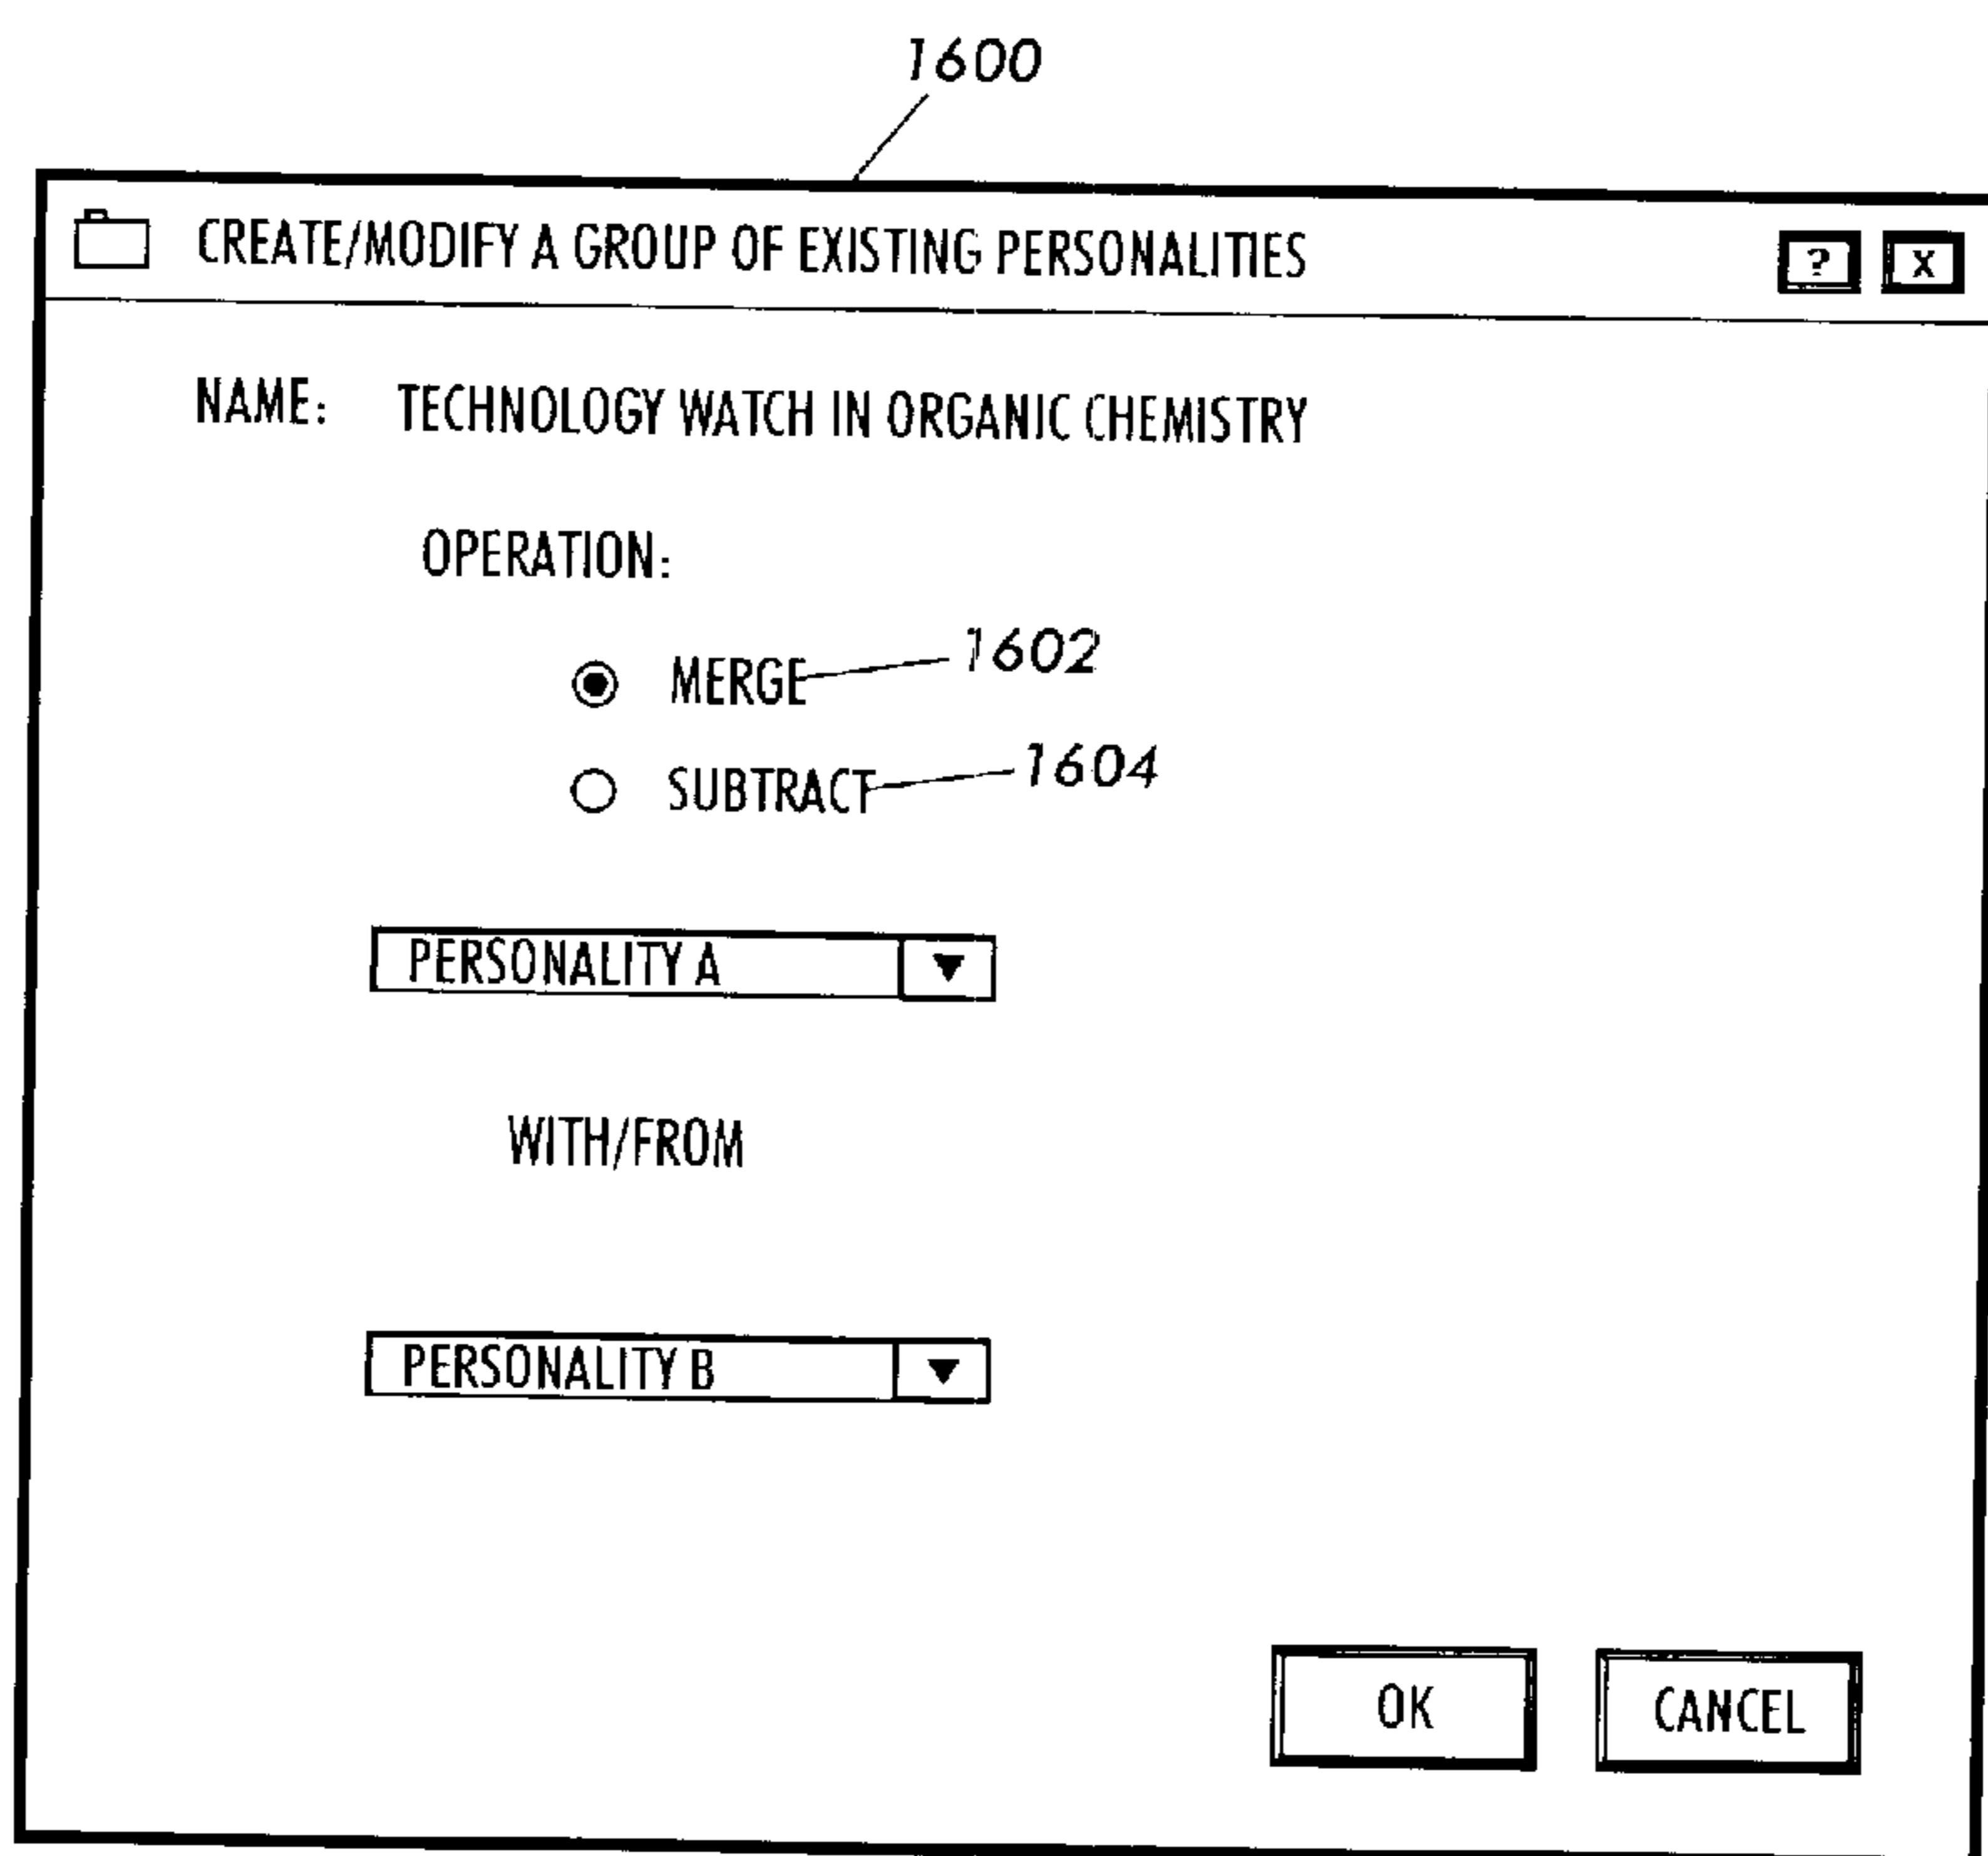 1600
CREATE/MODIFY A GROUP OF EXISTING PERSONALITIES ? X
NAME: TECHNOLOGY WATCH IN ORGANIC CHEMISTRY
OPERATION:
MERGE 1602
SUBTRACT 1604
PERSONALITY A
WITH/FROM
PERSONALITY B
OK CANCEL